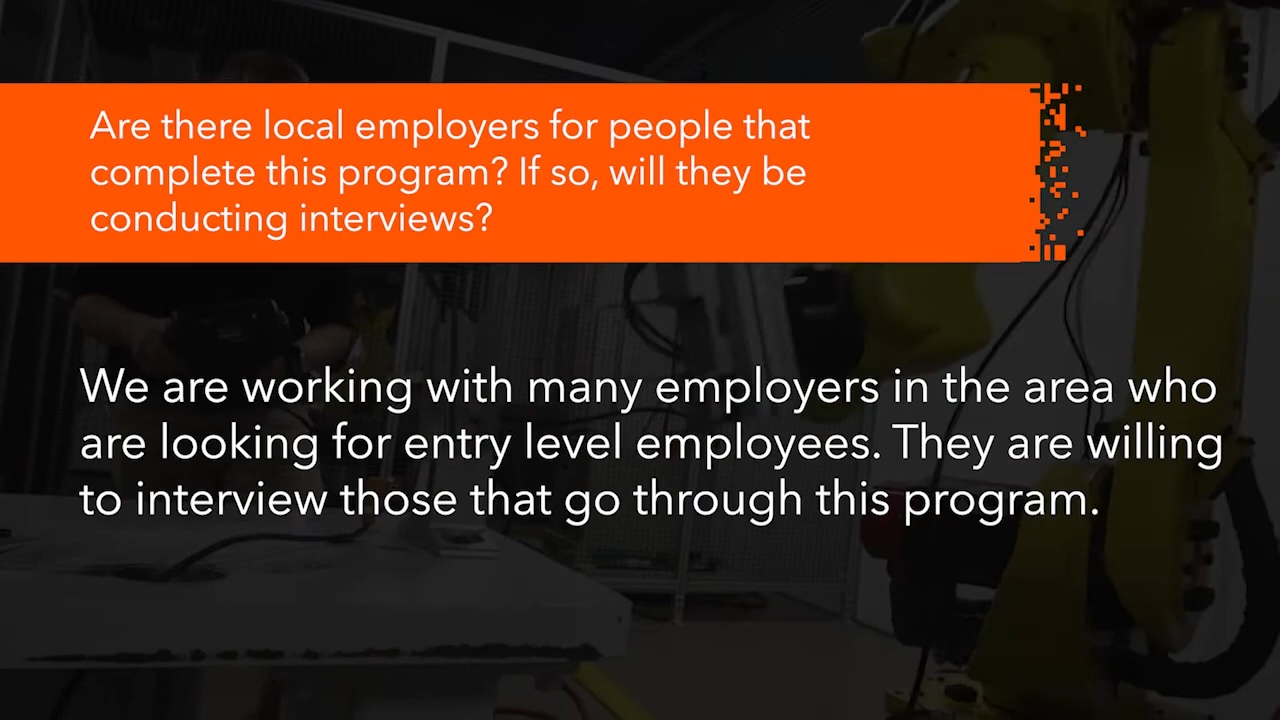 Are there local employers for people that
complete this program? If so, will they be
conducting interviews?
We are working with many employers in the area who
are looking for entry level employees. They are willing
to interview those that go through this program.